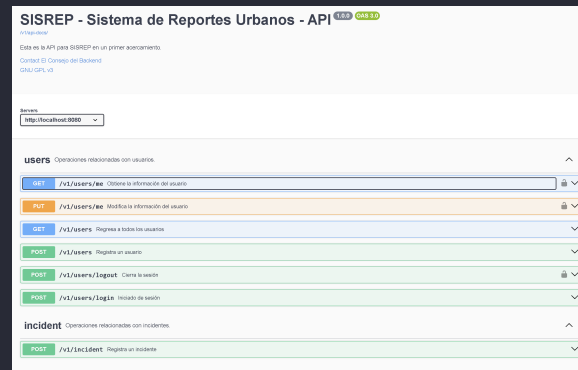 SISREP - Sistema de Reportes Urbanos - API 1.0.0 OAS 3.0
/v1/api-docs/
Esta es la API para SISREP en un primer acercamiento.
Contact El Consejo del Backend
GNU GPL v3
Servers
http://localhost:8080
users Operaciones relacionadas con usuarios.
GET /v1/users/me Obtiene la información del usuario
PUT /v1/users/me Modifica la información del usuario
GET /v1/users Regresa a todos los usuarios
POST /v1/users Registra un usuario
POST /v1/users/logout Cierra la sesión
POST /v1/users/login Iniciado de sesión
incident Operaciones relacionadas con incidentes.
POST /v1/incident Registra un incidente